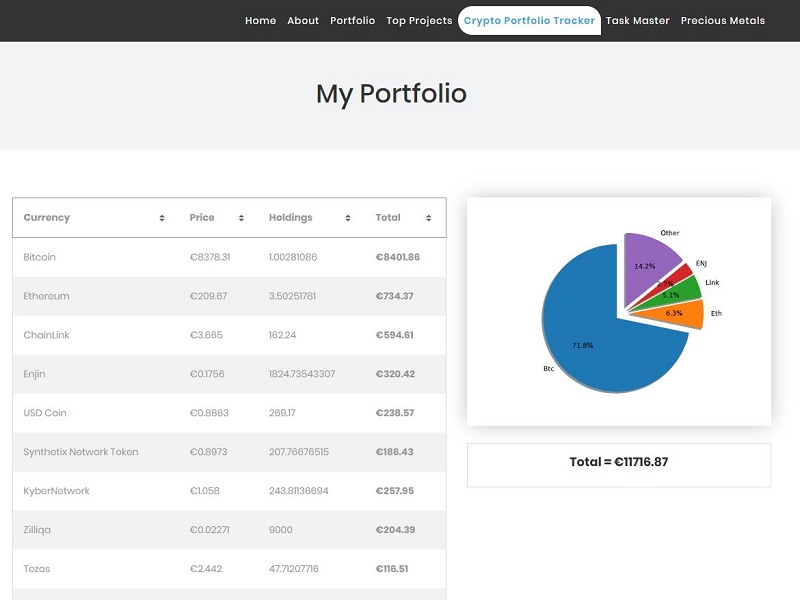 Home About Portfolio Top Projects Crypto Portfolio Tracker Task Master Precious Metals
My Portfolio
Currency Price Holdings Total
Bitcoin €8378.31 1.00281086 €8401.86
Ethereum €209.67 3.50251781 €734.37
ChainLink €3.665 162.24 €594.61
Enjin €0.1756 1824.73543307 €320.42
USD Coin €0.8863 269.17 €238.57
Synthetix Network Token €0.8973 207.76676515 €186.43
KyberNetwork €1.058 243.81136694 €257.95
Zilliqa €0.02271 9000 €204.39
Tezos €2.442 47.71207716 €116.51
Other
14.2%
ENJ
2.7%
Link
5.1%
Eth
6.3%
71.8%
Btc
Total = €11716.87